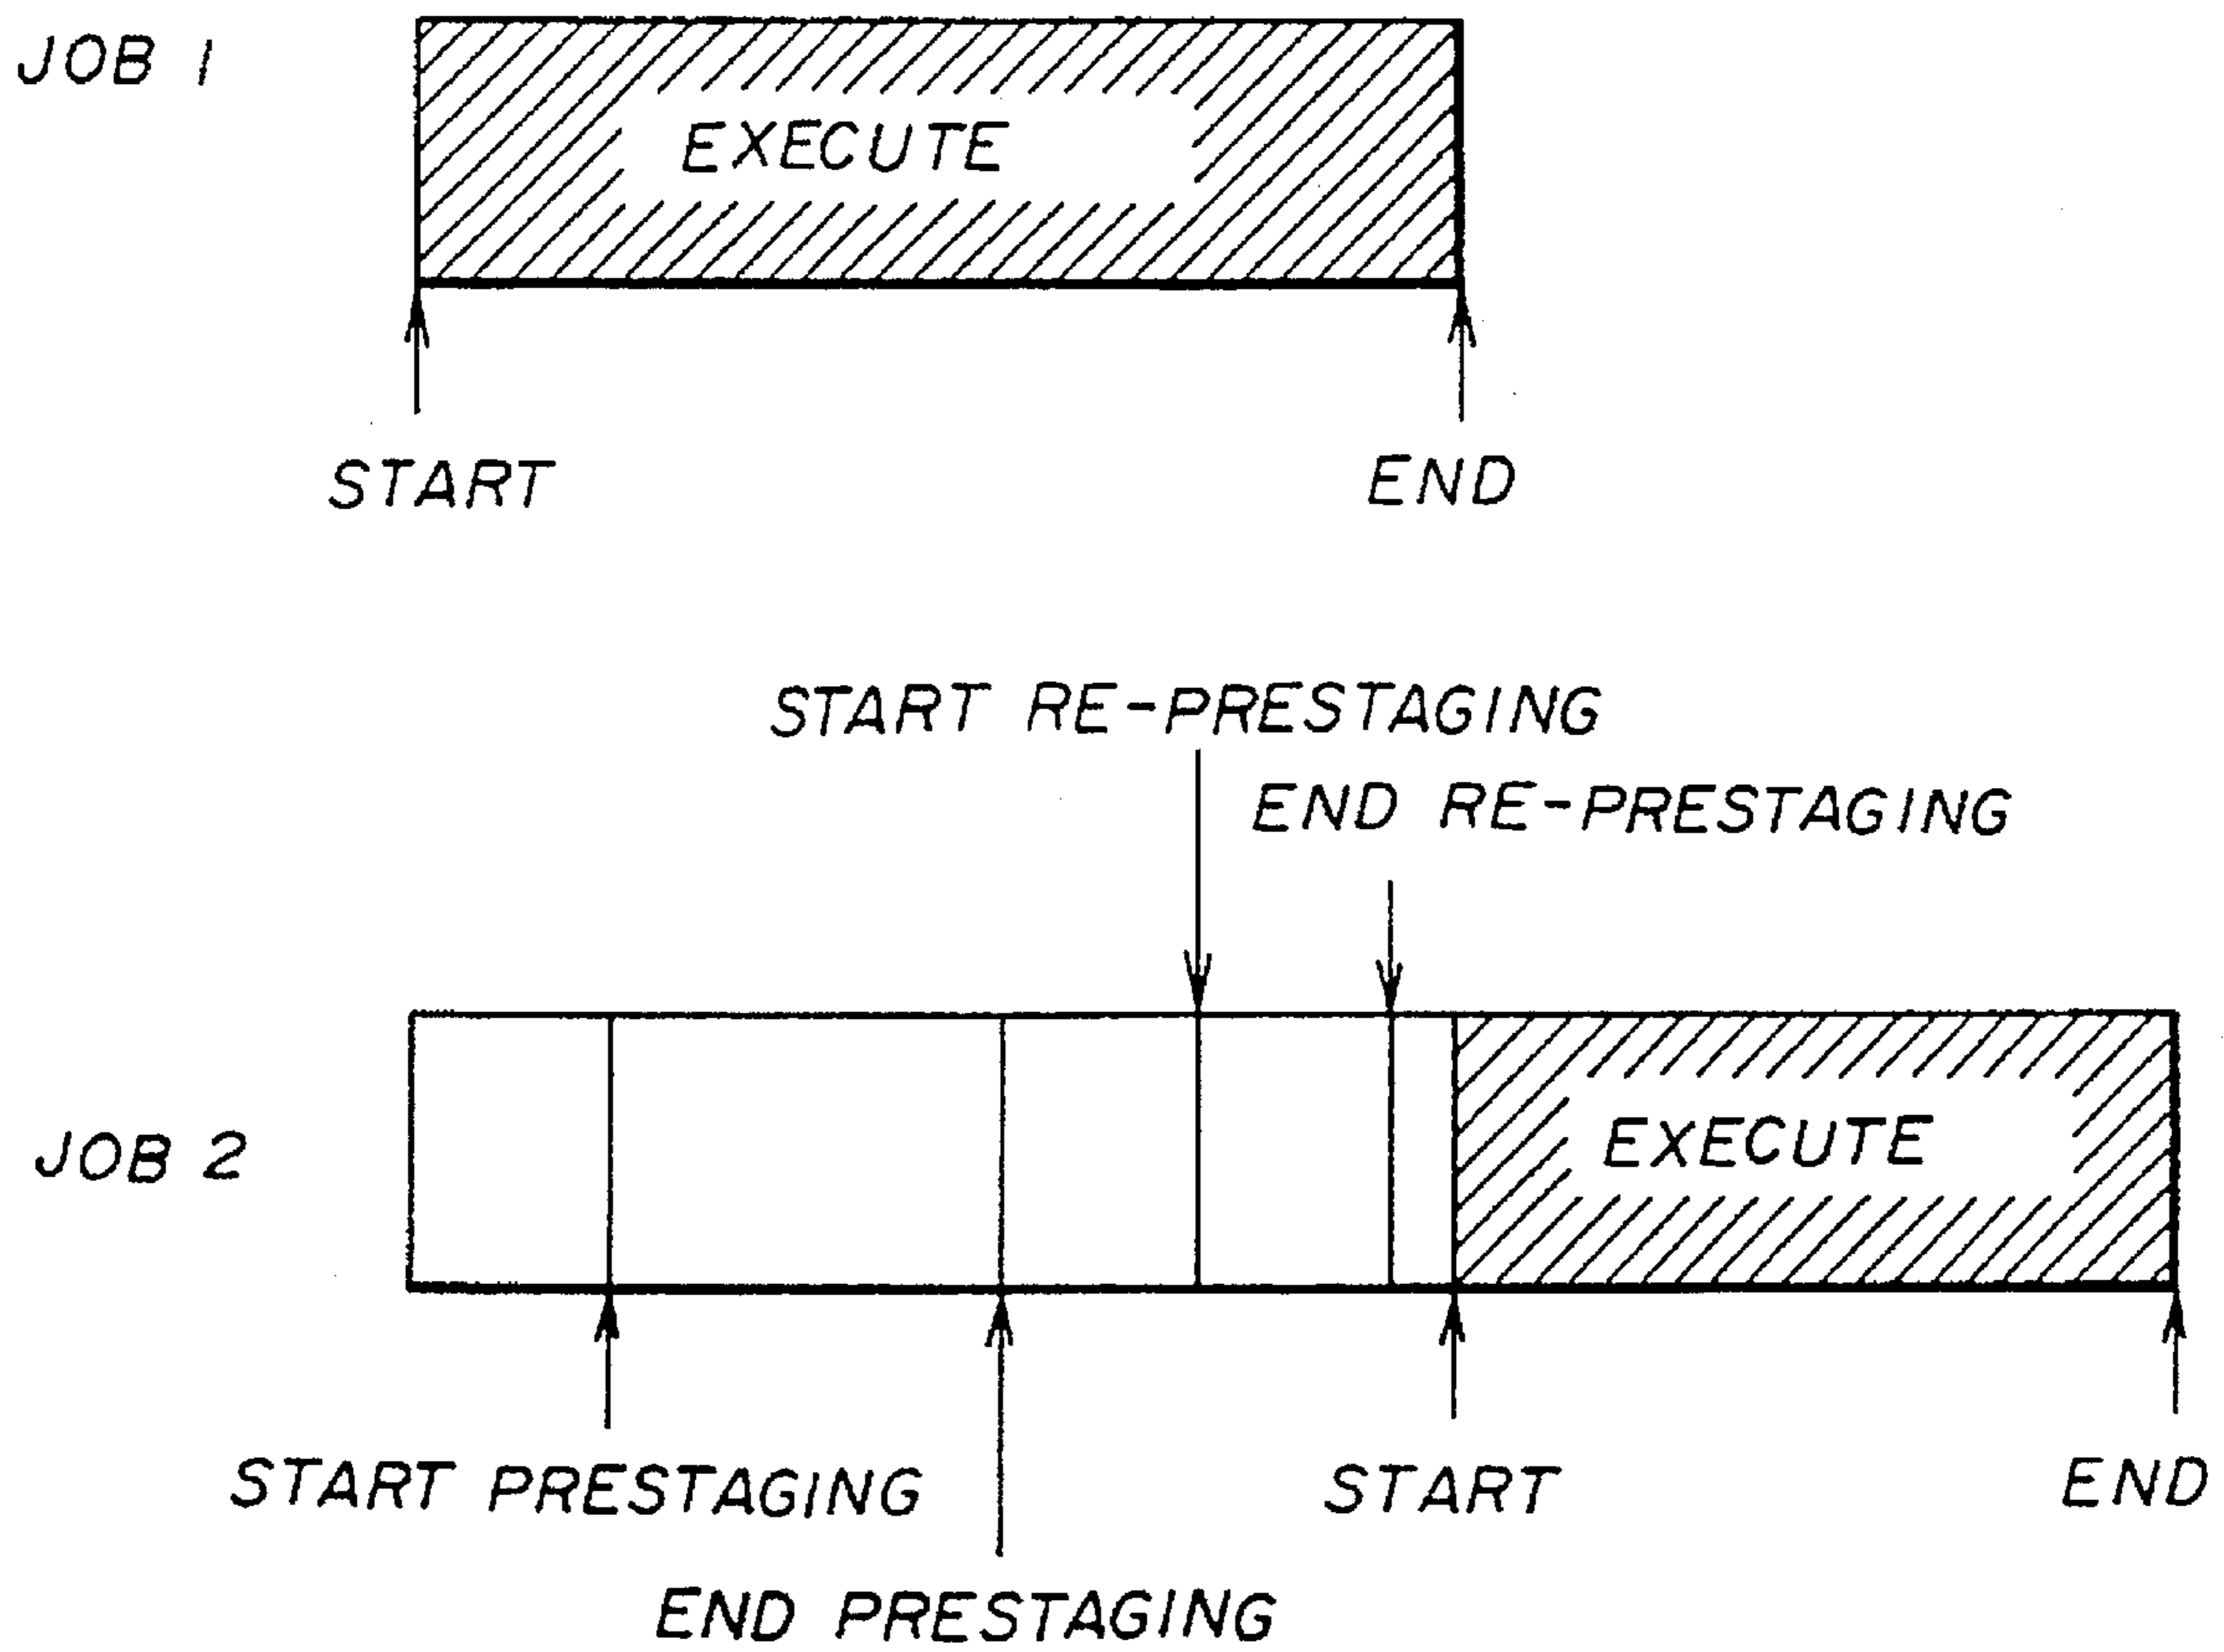 JOB 1
EXECUTE
START
END
START RE-PRESTAGING
END RE-PRESTAGING
JOB 2
EXECUTE
START PRESTAGING
START
END
END PRESTAGING